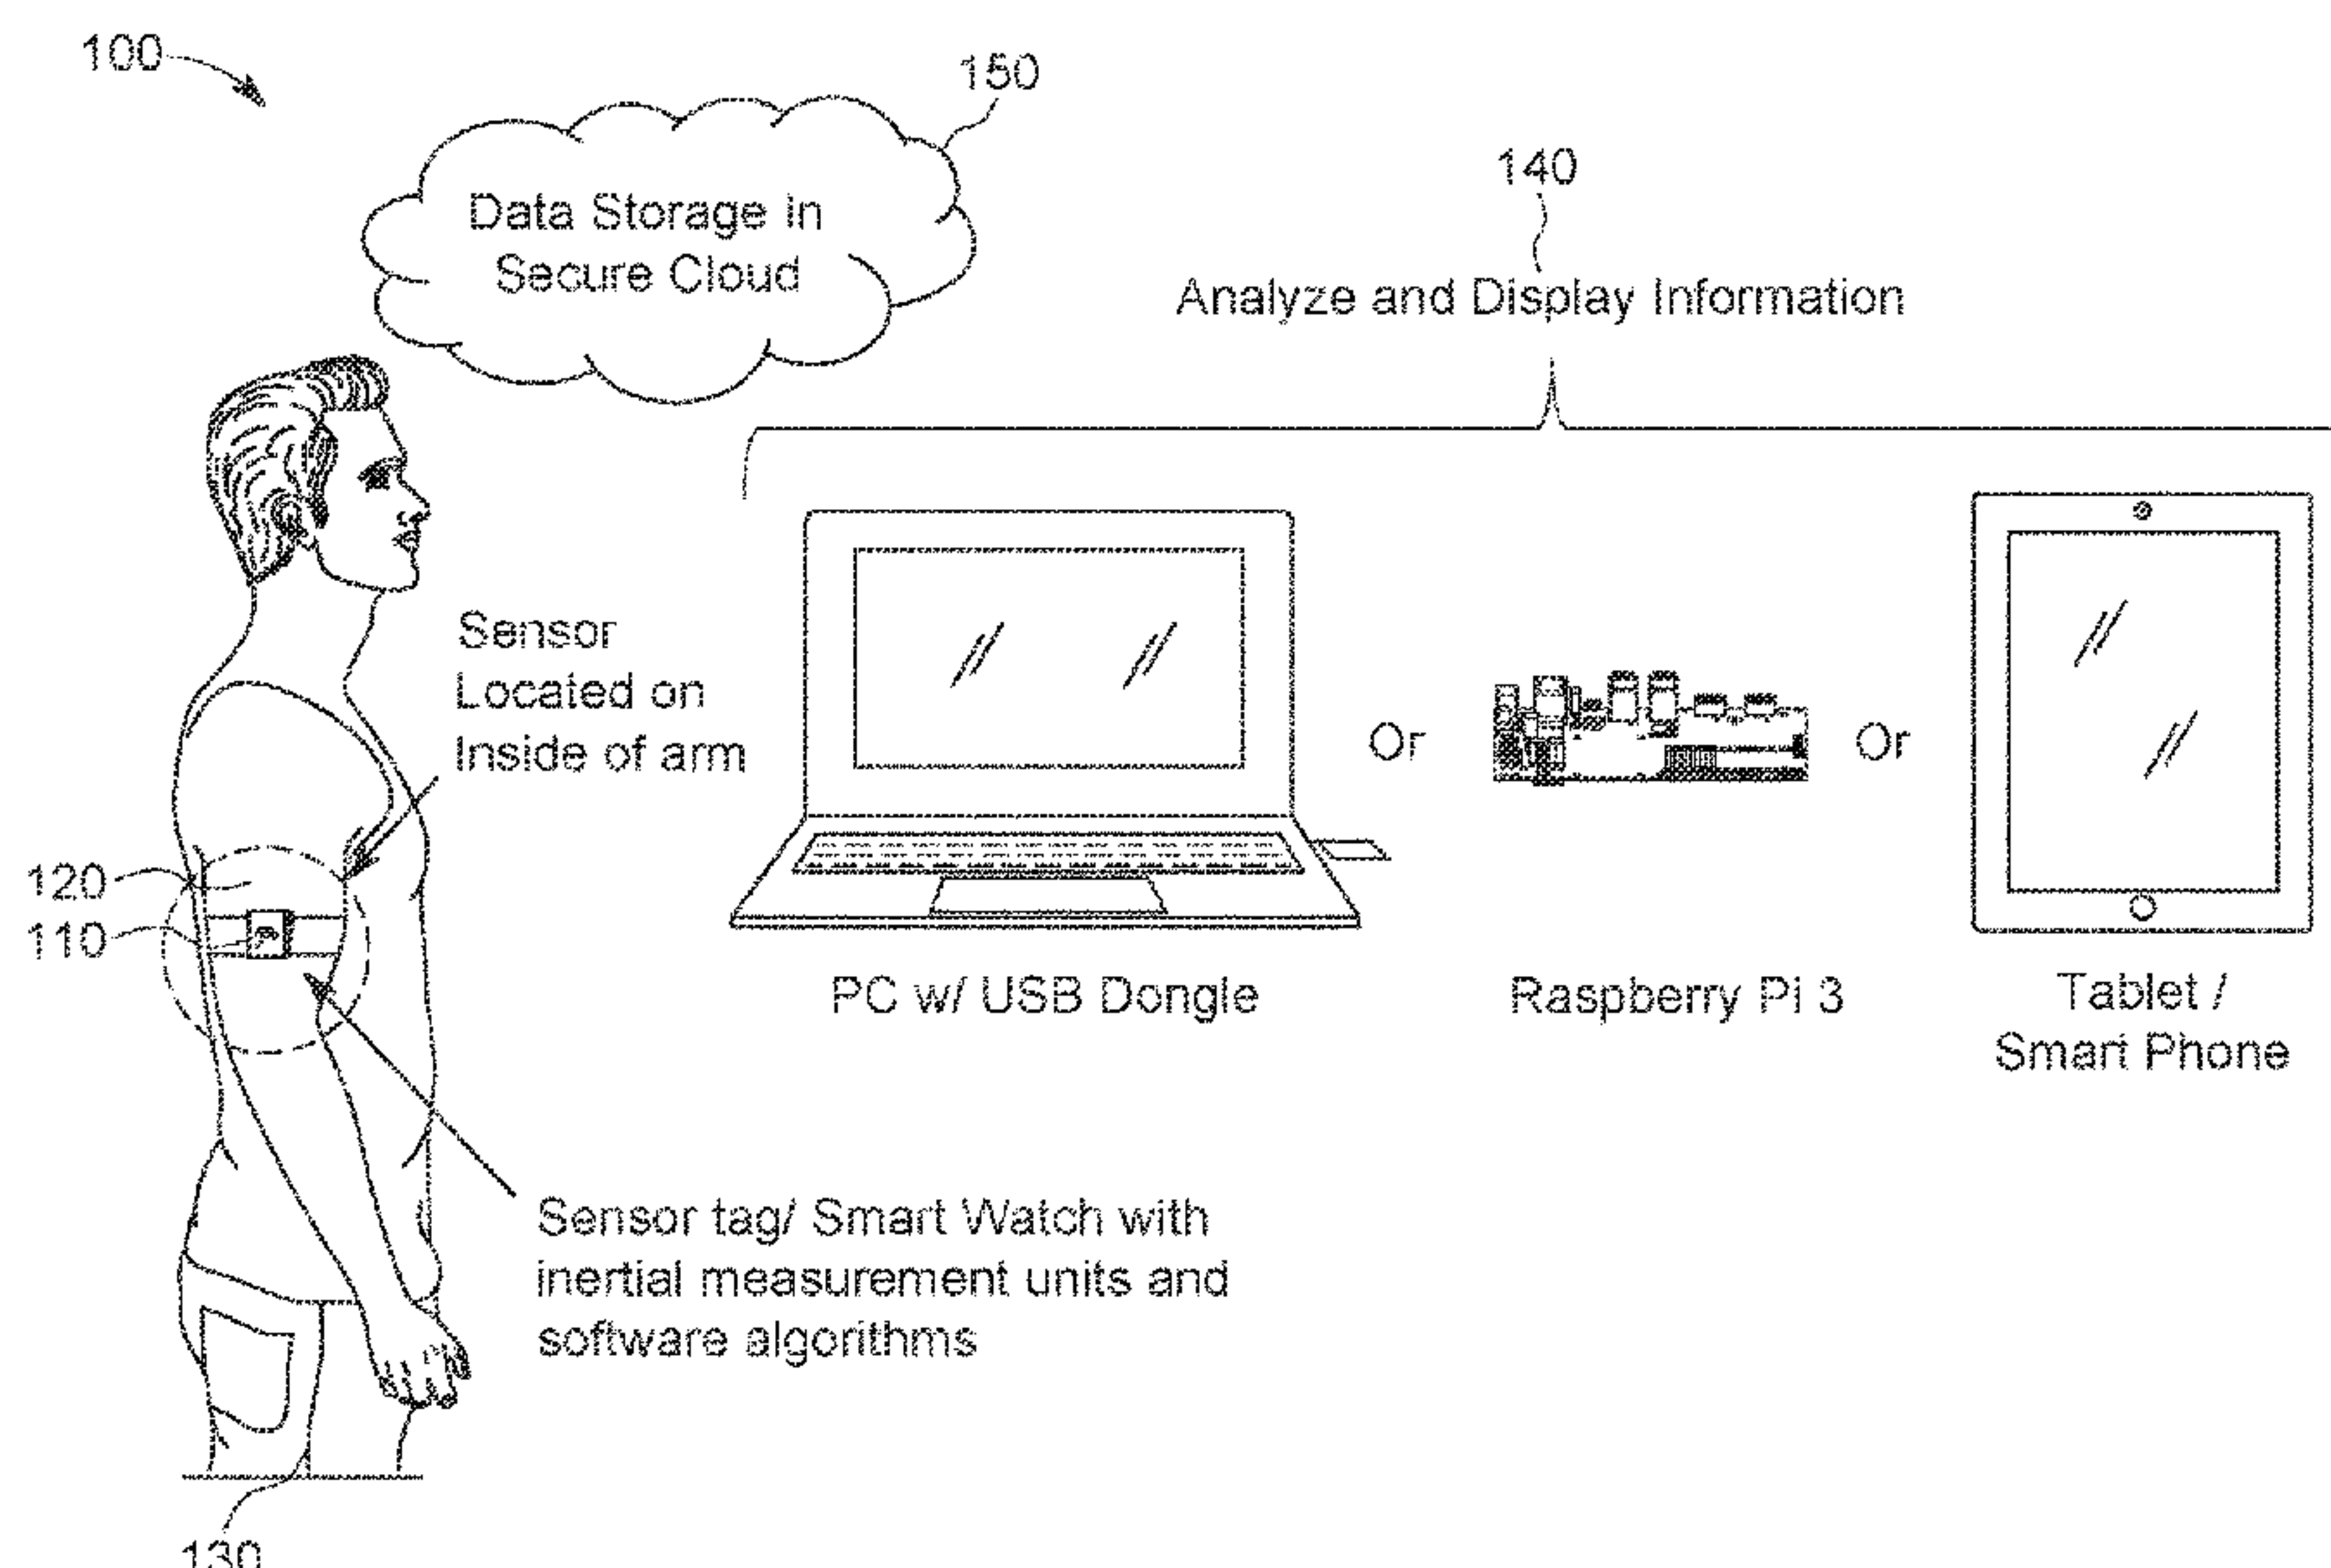 100
150
Data Storage in
Secure Cloud
140
Analyze and Display Information
Sensor
Located on
Inside of arm
Or
Or
120
110
PC w/ USB Dongle
Raspberry Pi 3
Tablet /
Smart Phone
Sensor tag/ Smart Watch with
inertial measurement units and
software algorithms
130